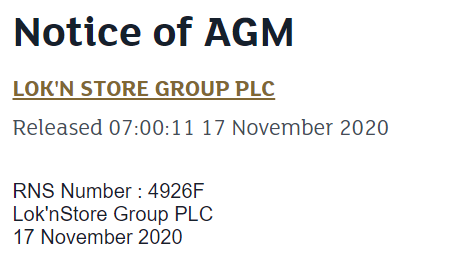 Notice of AGM
LOK'N STORE GROUP PLC
Released 07:00:11 17 November 2020
RNS Number : 4926F
Lok'nStore Group PLC
17 November 2020